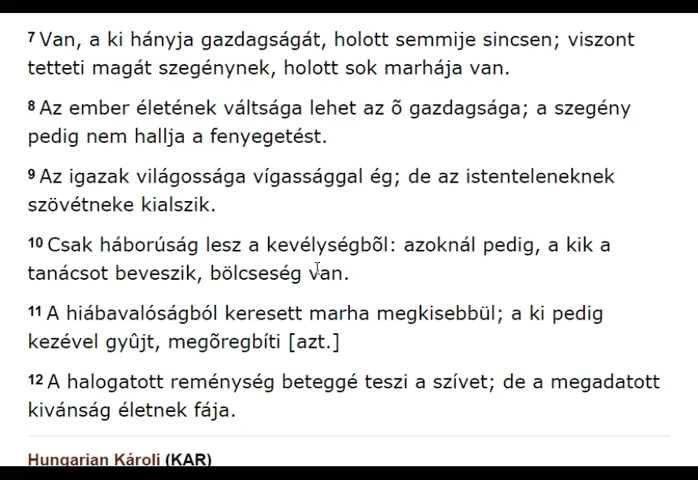 7 Van, a ki hányja gazdagságát, holott semmije sincsen; viszont
tetteti magát szegénynek, holott sok marhája van.
8 Az ember életének váltsága lehet az õ gazdagsága; a szegény
pedig nem hallja a fenyegetést.
9 Az igazak világossága vígassággal ég; de az istenteleneknek
szövétneke kialszik.
10 Csak háborúság lesz a kevélységbõl: azoknál pedig, a kik a
tanácsot beveszik, bölcseség van.
11 A hiábavalóságból keresett marha megkisebbül; a ki pedig
kezével gyûjt, megõregbíti [azt.]
12 A halogatott reménység beteggé teszi a szívet; de a megadatott
kivánság életnek fája.
Hungarian Károli (KAR)